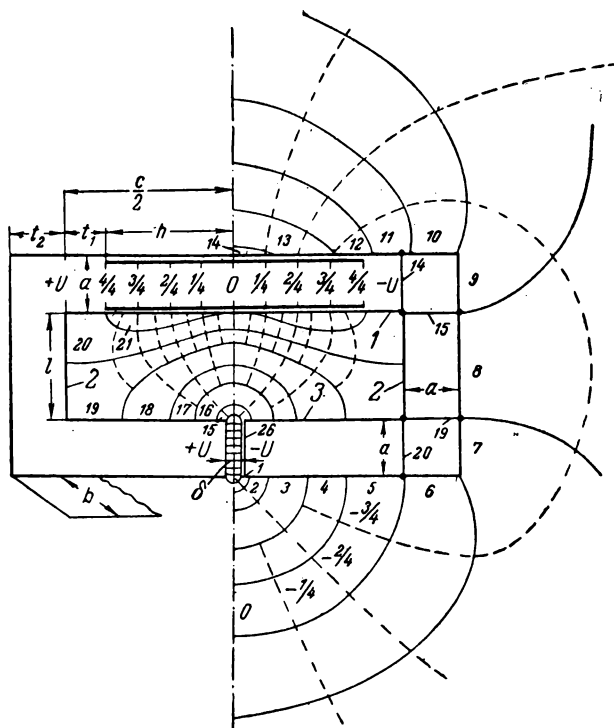 c/2
t₂ t₁ h 14 13 12 11 10
+U a 4/4 3/4 2/4 1/4 0 1/4 2/4 3/4 4/4 -U 14 9
1 15
20 21
l 2 3 2 a 8
19 18 17 16
15 19
+U -U 26 a 20 7
δ 1 2 3 4 5 6
b -3/4
-2/4
-1/4
0